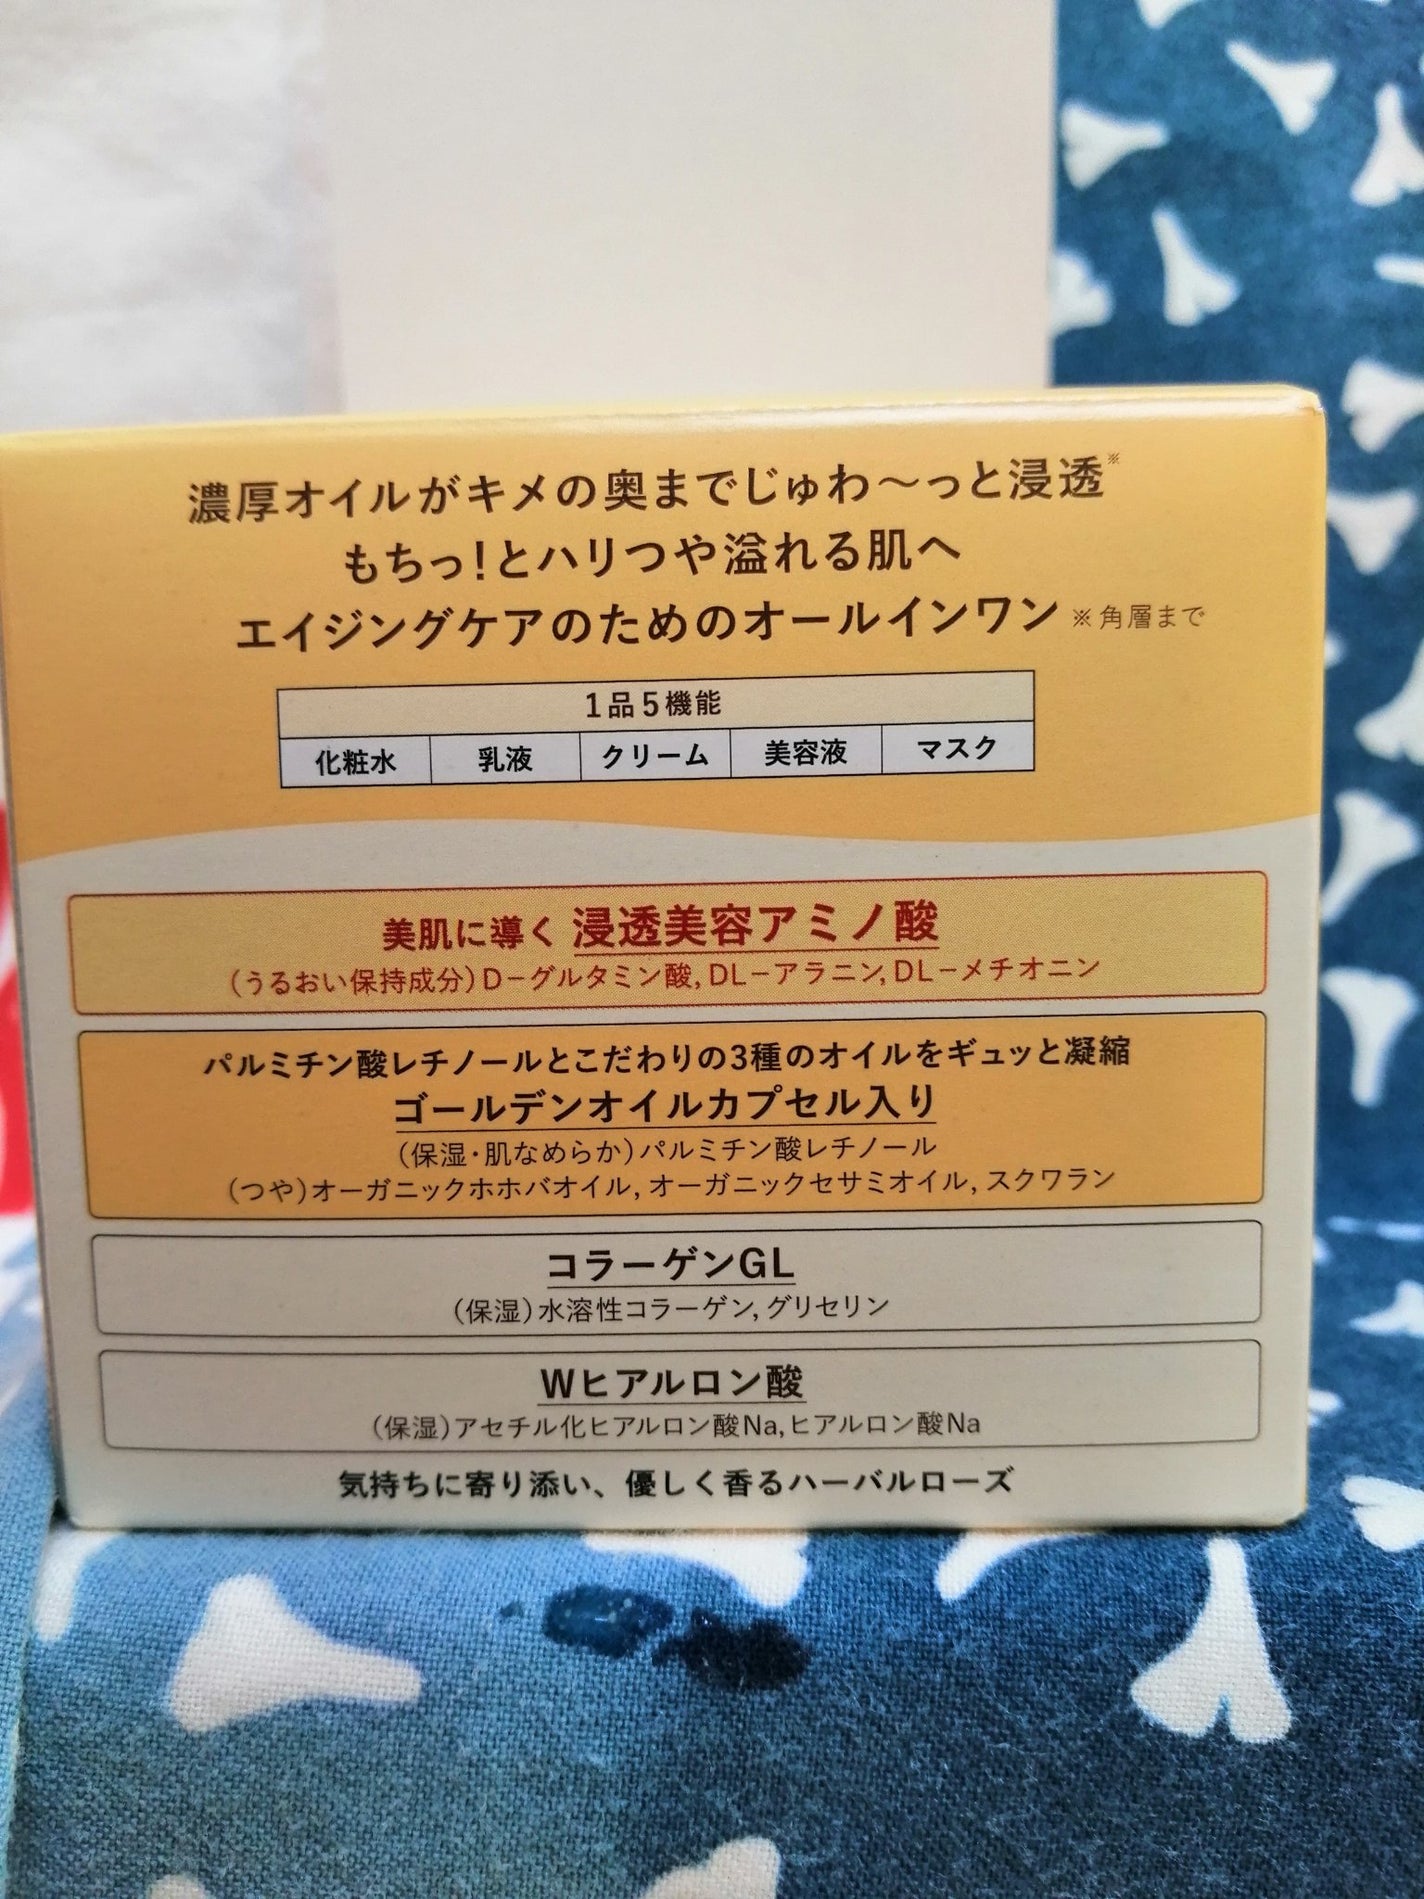 濃厚オイルがキメの奥までじゅわ〜っと浸透※
もちっ!とハリつや溢れる肌へ
エイジングケアのためのオールインワン ※角層まで
1品5機能
化粧水 乳液 クリーム 美容液 マスク
美肌に導く 浸透美容アミノ酸
(うるおい保持成分)D-グルタミン酸,DL-アラニン,DL-メチオニン
パルミチン酸レチノールとこだわりの3種のオイルをギュッと凝縮
ゴールデンオイルカプセル入り
(保湿・肌なめらか)パルミチン酸レチノール
(つや)オーガニックホホバオイル,オーガニックセサミオイル,スクワラン
コラーゲンGL
(保湿)水溶性コラーゲン,グリセリン
Wヒアルロン酸
(保湿)アセチル化ヒアルロン酸Na,ヒアルロン酸Na
気持ちに寄り添い、優しく香るハーバルローズ